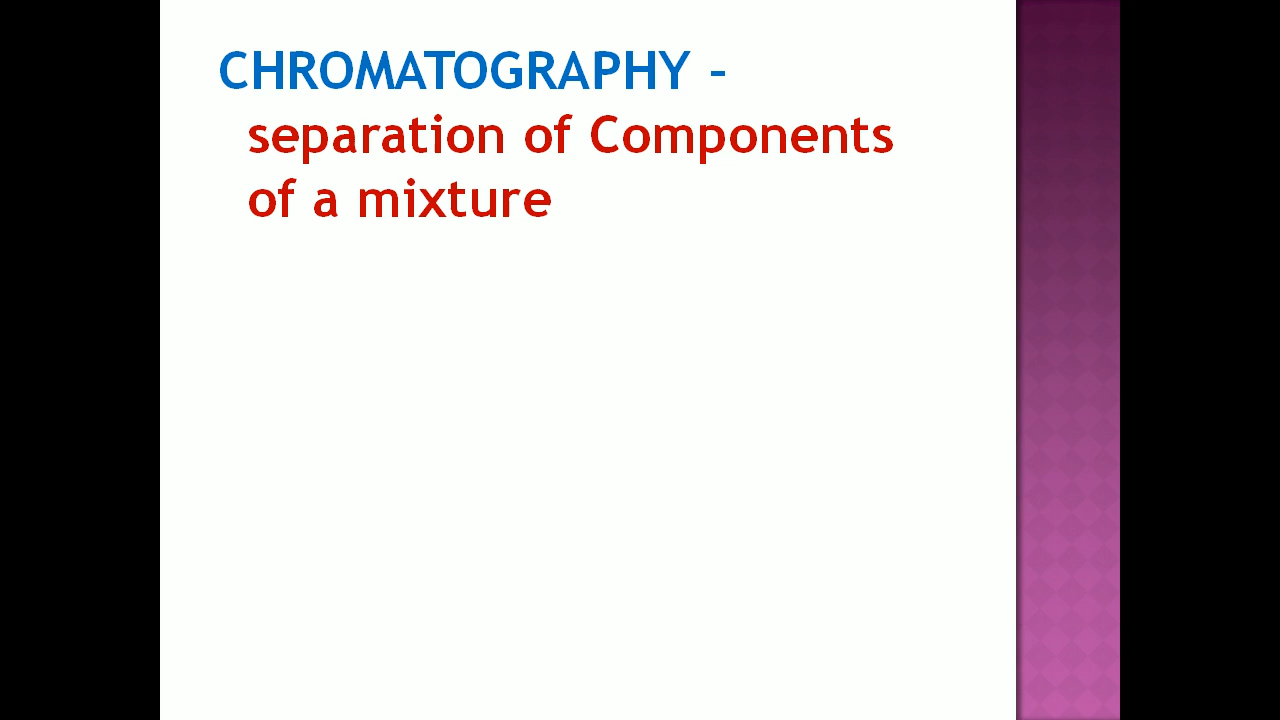 CHROMATOGRAPHY –
separation of Components
of a mixture